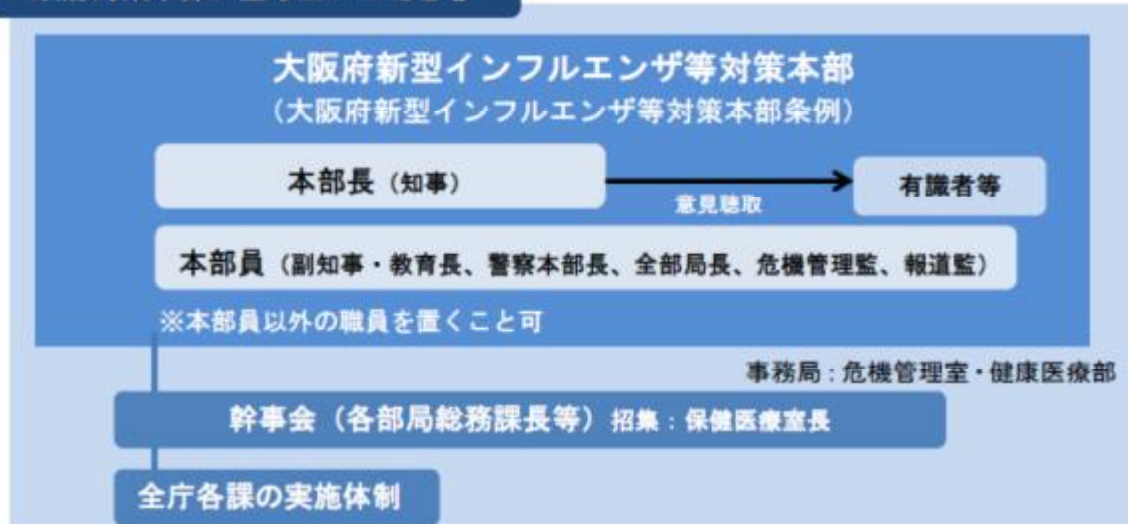 大阪府新型インフルエンザ等対策本部
（大阪府新型インフルエンザ等対策本部条例）
本部長（知事）
意見聴取
有識者等
本部員（副知事・教育長、警察本部長、全部局長、危機管理監、報道監）
※本部員以外の職員を置くこと可
事務局：危機管理室・健康医療部
幹事会（各部局総務課長等）招集：保健医療室長
全庁各課の実施体制